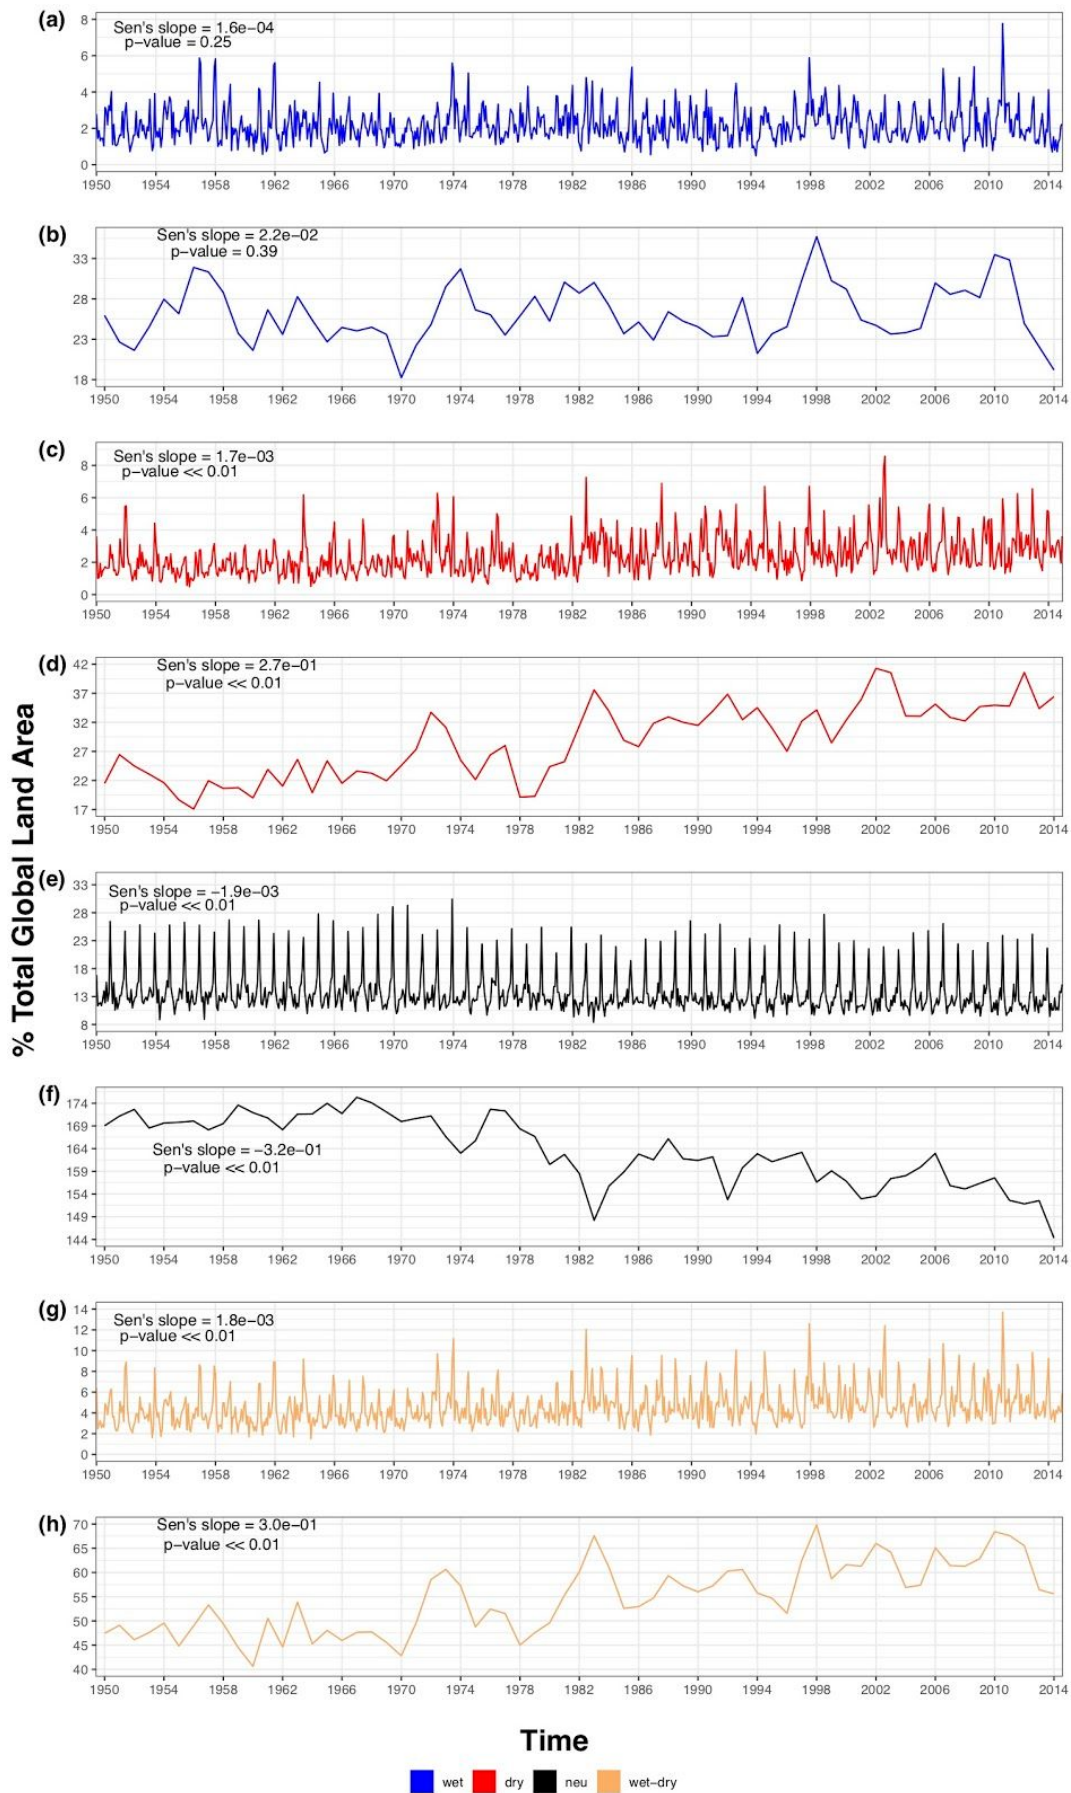 (a)
Sen's slope = 1.6e−04
p−value = 0.25
8
6
4
2
0
1950 1954 1958 1962 1966 1970 1974 1978 1982 1986 1990 1994 1998 2002 2006 2010 2014
(b)
Sen's slope = 2.2e−02
p−value = 0.39
33
28
23
18
1950 1954 1958 1962 1966 1970 1974 1978 1982 1986 1990 1994 1998 2002 2006 2010 2014
(c)
Sen's slope = 1.7e−03
p−value << 0.01
8
6
4
2
0
1950 1954 1958 1962 1966 1970 1974 1978 1982 1986 1990 1994 1998 2002 2006 2010 2014
(d)
Sen's slope = 2.7e−01
p−value << 0.01
42
37
32
27
22
17
1950 1954 1958 1962 1966 1970 1974 1978 1982 1986 1990 1994 1998 2002 2006 2010 2014
% Total Global Land Area
(e)
Sen's slope = −1.9e−03
p−value << 0.01
33
28
23
18
13
8
1950 1954 1958 1962 1966 1970 1974 1978 1982 1986 1990 1994 1998 2002 2006 2010 2014
(f)
Sen's slope = −3.2e−01
p−value << 0.01
174
169
164
159
154
149
144
1950 1954 1958 1962 1966 1970 1974 1978 1982 1986 1990 1994 1998 2002 2006 2010 2014
(g)
Sen's slope = 1.8e−03
p−value << 0.01
14
12
10
8
6
4
2
0
1950 1954 1958 1962 1966 1970 1974 1978 1982 1986 1990 1994 1998 2002 2006 2010 2014
(h)
Sen's slope = 3.0e−01
p−value << 0.01
70
65
60
55
50
45
40
1950 1954 1958 1962 1966 1970 1974 1978 1982 1986 1990 1994 1998 2002 2006 2010 2014
Time
wet dry neu wet−dry